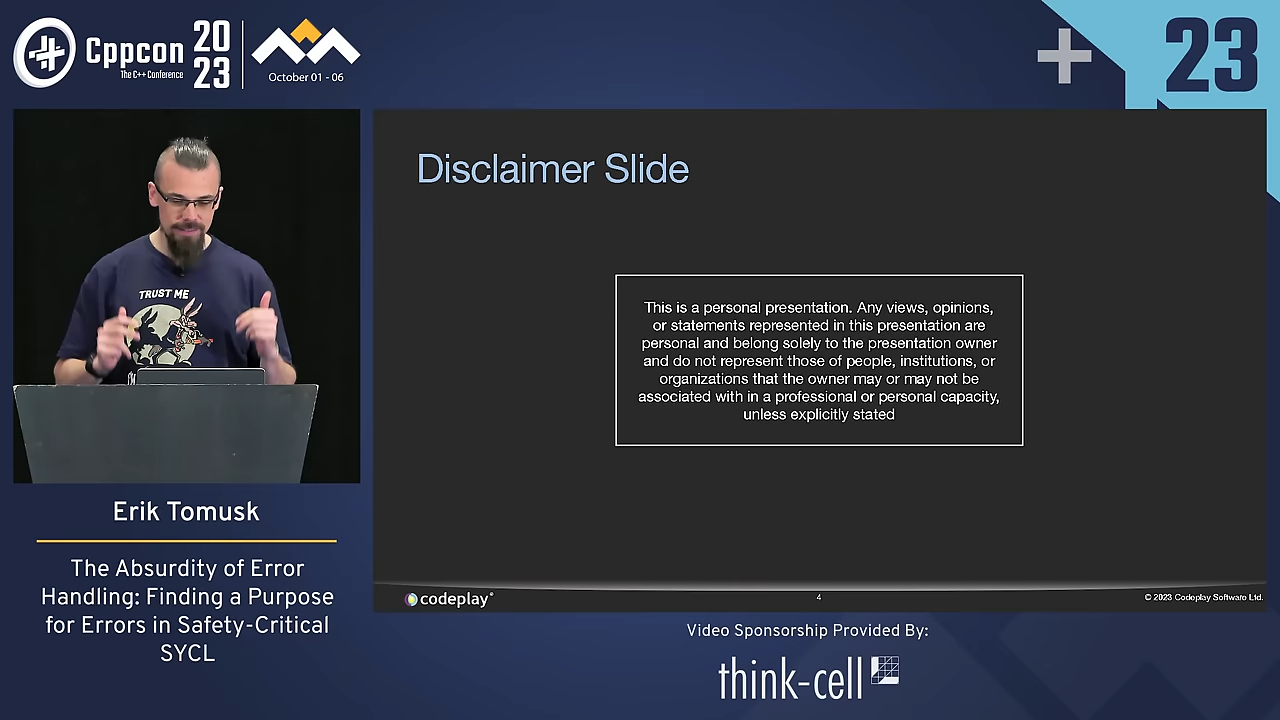 Cppcon
The C++ Conference
20
23
October 01 - 06
23
TRUST ME
Disclaimer Slide
This is a personal presentation. Any views, opinions,
or statements represented in this presentation are
personal and belong solely to the presentation owner
and do not represent those of people, institutions, or
organizations that the owner may or may not be
associated with in a professional or personal capacity,
unless explicitly stated
codeplay®
4
© 2023 Codeplay Software Ltd.
Erik Tomusk
The Absurdity of Error
Handling: Finding a Purpose
for Errors in Safety-Critical
SYCL
Video Sponsorship Provided By:
think-cell